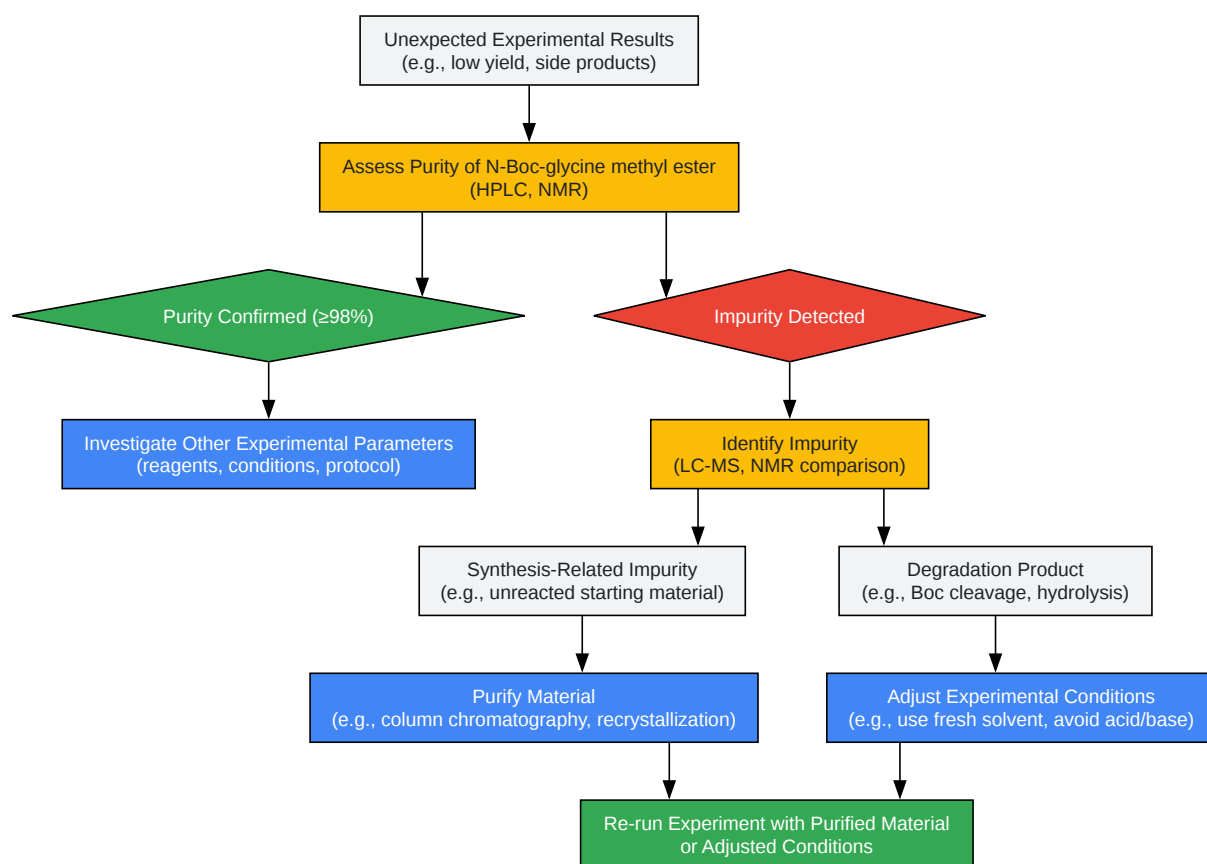 Unexpected Experimental Results
(e.g., low yield, side products)
Assess Purity of N-Boc-glycine methyl ester
(HPLC, NMR)
Purity Confirmed (≥98%)
Impurity Detected
Investigate Other Experimental Parameters
(reagents, conditions, protocol)
Identify Impurity
(LC-MS, NMR comparison)
Synthesis-Related Impurity
(e.g., unreacted starting material)
Degradation Product
(e.g., Boc cleavage, hydrolysis)
Purify Material
(e.g., column chromatography, recrystallization)
Adjust Experimental Conditions
(e.g., use fresh solvent, avoid acid/base)
Re-run Experiment with Purified Material
or Adjusted Conditions